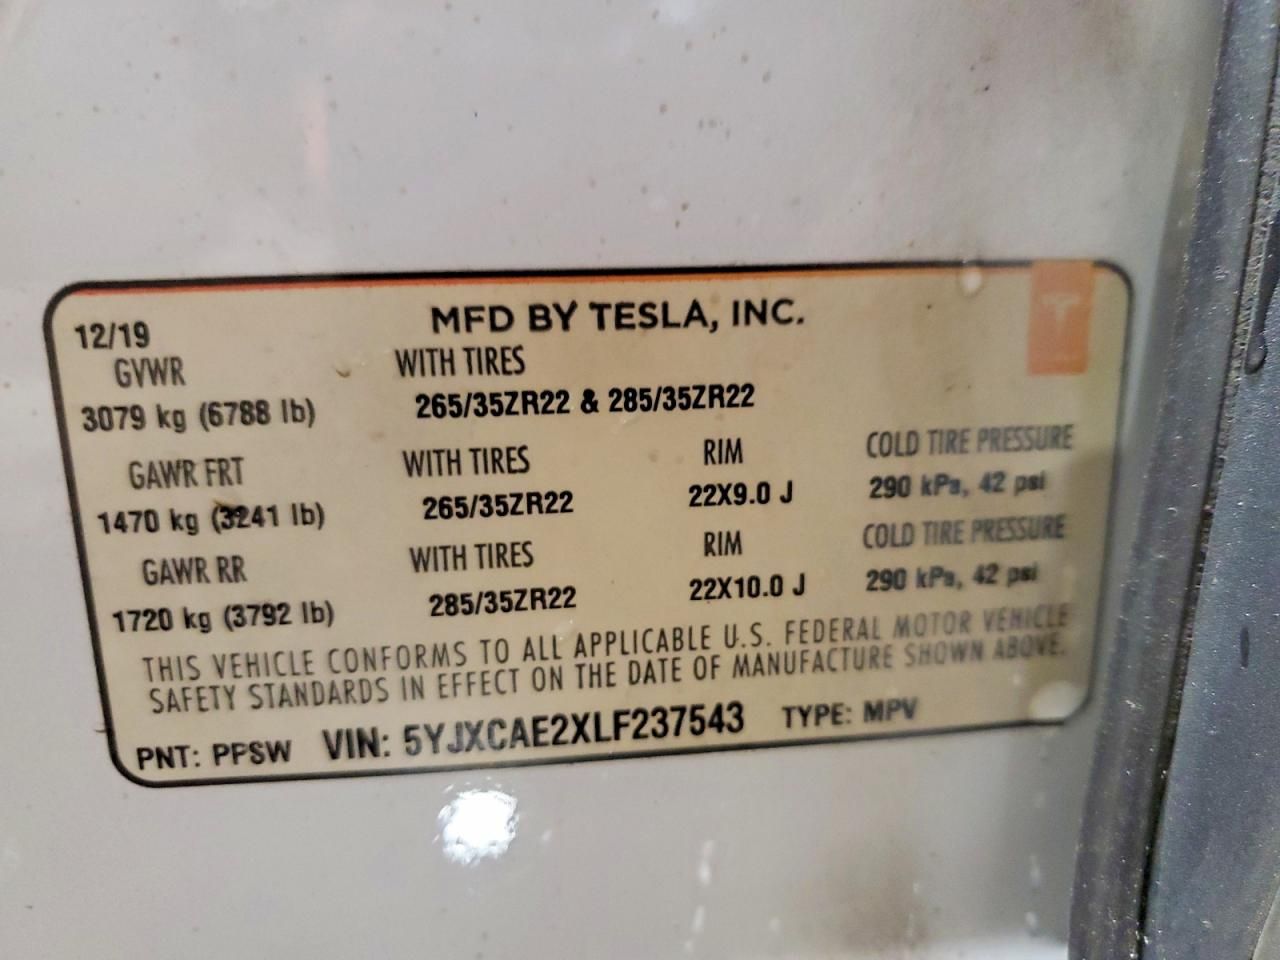 MFD BY TESLA, INC.
12/19
GVWR WITH TIRES
3079 kg (6788 lb) 265/35ZR22 & 285/35ZR22
GAWR FRT WITH TIRES RIM COLD TIRE PRESSURE
1470 kg (3241 lb) 265/35ZR22 22X9.0 J 290 kPa, 42 psi
GAWR RR WITH TIRES RIM COLD TIRE PRESSURE
1720 kg (3792 lb) 285/35ZR22 22X10.0 J 290 kPa, 42 psi
THIS VEHICLE CONFORMS TO ALL APPLICABLE U.S. FEDERAL MOTOR VEHICLE
SAFETY STANDARDS IN EFFECT ON THE DATE OF MANUFACTURE SHOWN ABOVE.
PNT: PPSW VIN: 5YJXCAE2XLF237543 TYPE: MPV